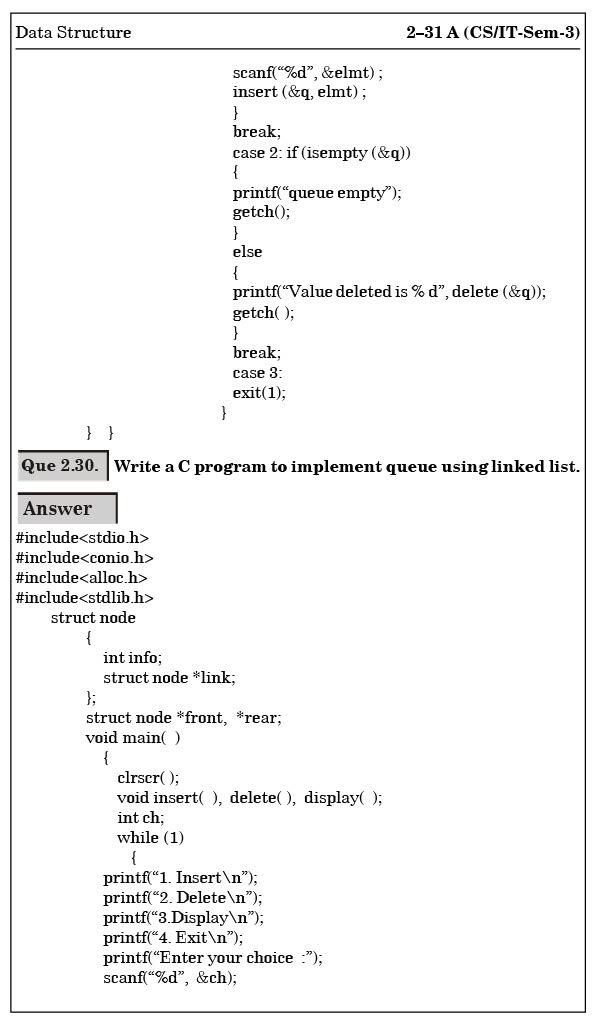 Data Structure 2–31 A (CS/IT-Sem-3)
scanf(“%d”, &elmt) ;
insert (&q, elmt) ;
}
break;
case 2: if (isempty (&q))
{
printf(“queue empty”);
getch();
}
else
{
printf(“Value deleted is % d”, delete (&q));
getch( );
}
break;
case 3:
exit(1);
}
} }
Que 2.30. Write a C program to implement queue using linked list.
Answer
#include<stdio.h>
#include<conio.h>
#include<alloc.h>
#include<stdlib.h>
struct node
{
int info;
struct node *link;
};
struct node *front, *rear;
void main( )
{
clrscr( );
void insert( ), delete( ), display( );
int ch;
while (1)
{
printf(“1. Insert\n”);
printf(“2. Delete\n”);
printf(“3.Display\n”);
printf(“4. Exit\n”);
printf(“Enter your choice :”);
scanf(“%d”, &ch);